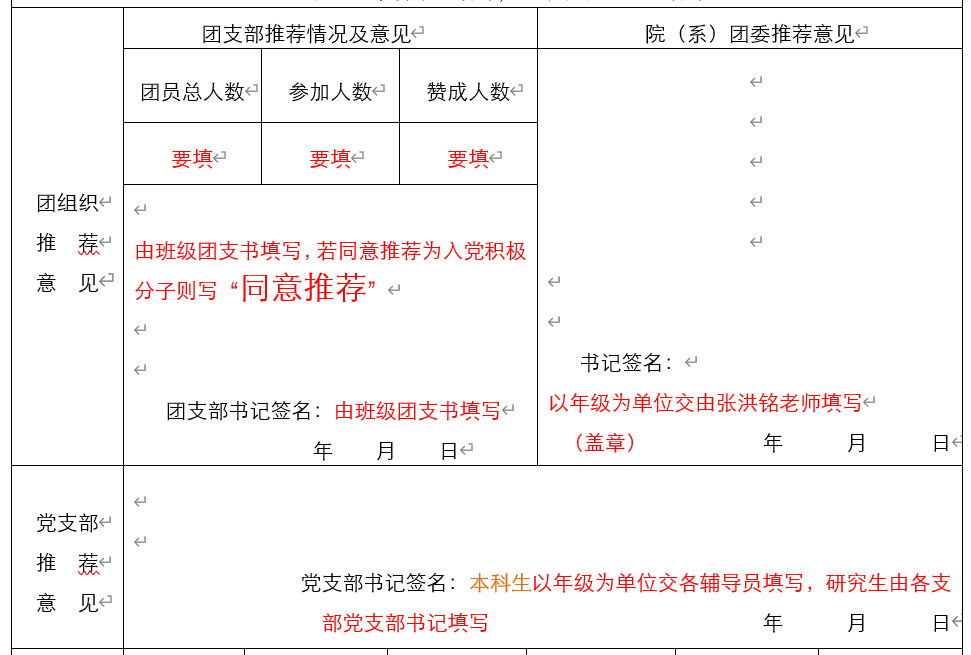 团支部推荐情况及意见
院（系）团委推荐意见
团员总人数
参加人数
赞成人数
要填
要填
要填
团组织
推　荐
意　见
由班级团支书填写，若同意推荐为入党积极
分子则写“同意推荐”
团支部书记签名：由班级团支书填写
年　月　日
书记签名：
以年级为单位交由张洪铭老师填写
（盖章）　年　月　日
党支部
推　荐
意　见
党支部书记签名：本科生以年级为单位交各辅导员填写，研究生由各支
部党支部书记填写　年　月　日